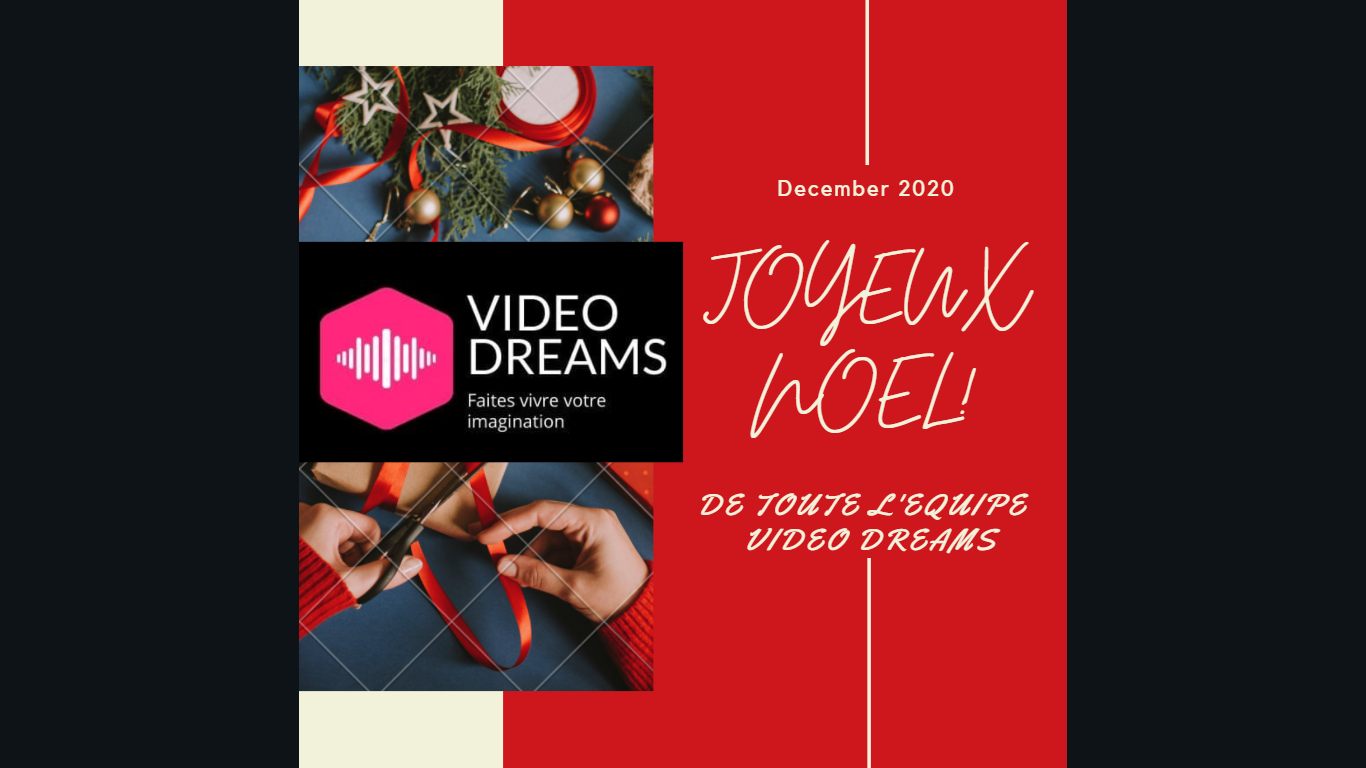 December 2020
JOYEUX
NOEL!
VIDEO
DREAMS
Faites vivre votre
imagination
DE TOUTE L'EQUIPE
VIDEO DREAMS